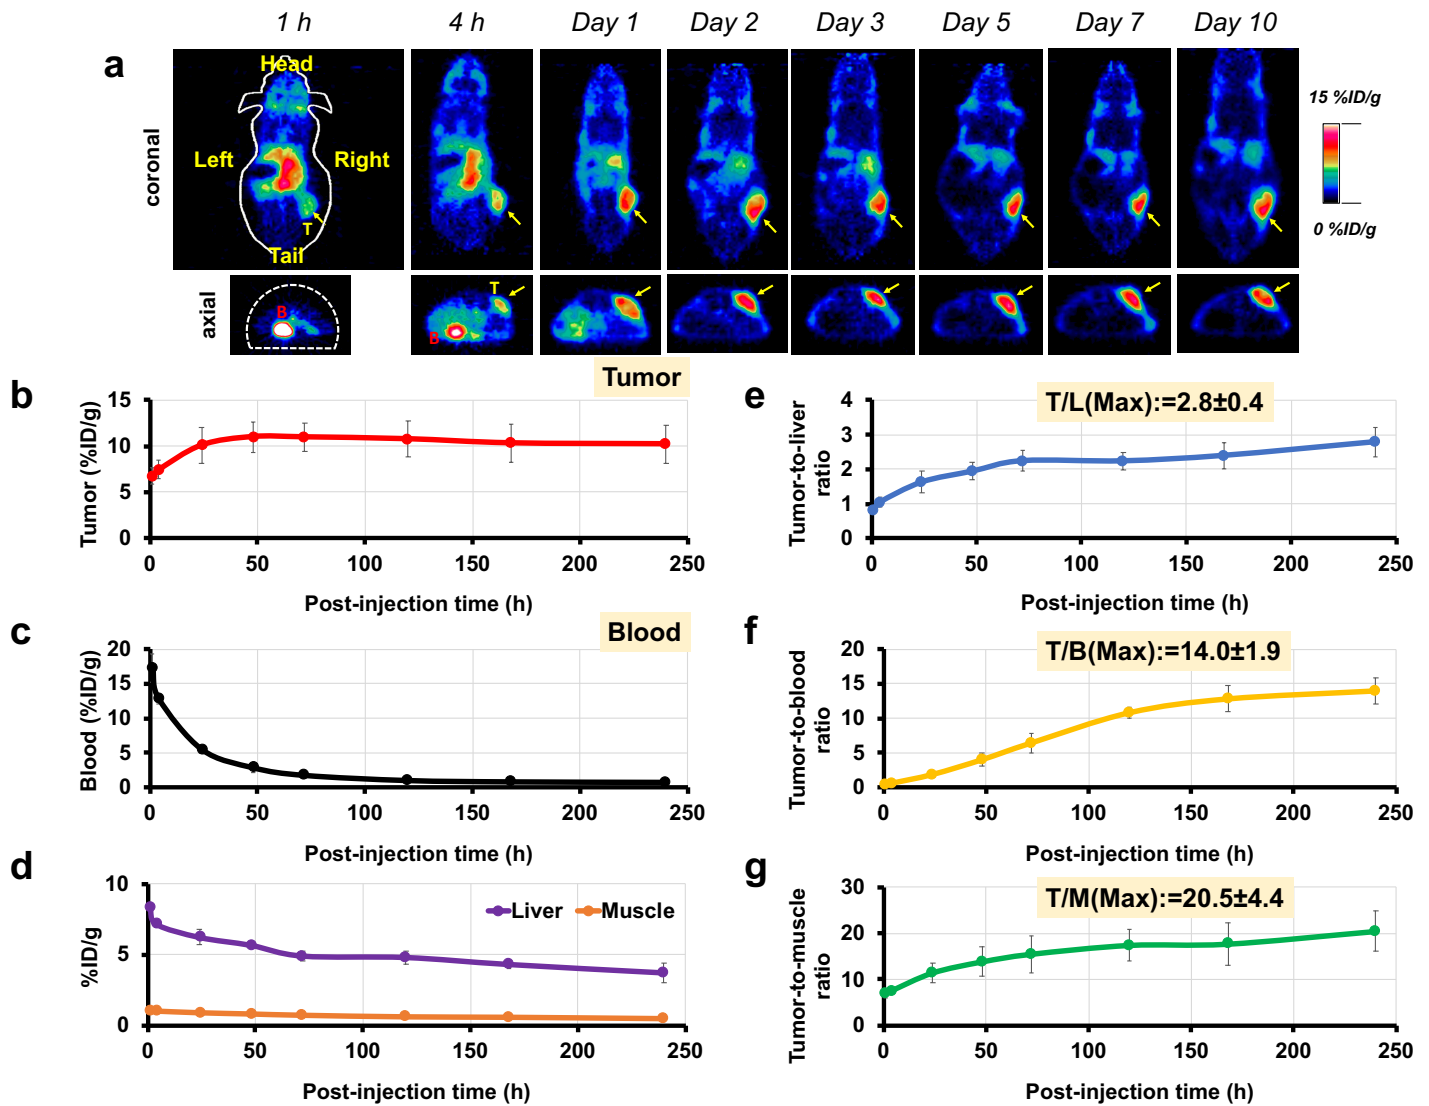 1 h 4 h Day 1 Day 2 Day 3 Day 5 Day 7 Day 10
a
coronal
Head
Left Right
T
Tail
15 %ID/g
0 %ID/g
axial
B
T
B
b
Tumor
Tumor (%ID/g)
15
10
5
0
0 50 100 150 200 250
Post-injection time (h)
c
Blood
Blood (%ID/g)
20
15
10
5
0
0 50 100 150 200 250
Post-injection time (h)
d
%ID/g
10
5
0
Liver Muscle
0 50 100 150 200 250
Post-injection time (h)
e
T/L(Max):=2.8±0.4
Tumor-to-liver
ratio
4
3
2
1
0
0 50 100 150 200 250
Post-injection time (h)
f
T/B(Max):=14.0±1.9
Tumor-to-blood
ratio
20
15
10
5
0
0 50 100 150 200 250
Post-injection time (h)
g
T/M(Max):=20.5±4.4
Tumor-to-muscle
ratio
30
20
10
0
0 50 100 150 200 250
Post-injection time (h)